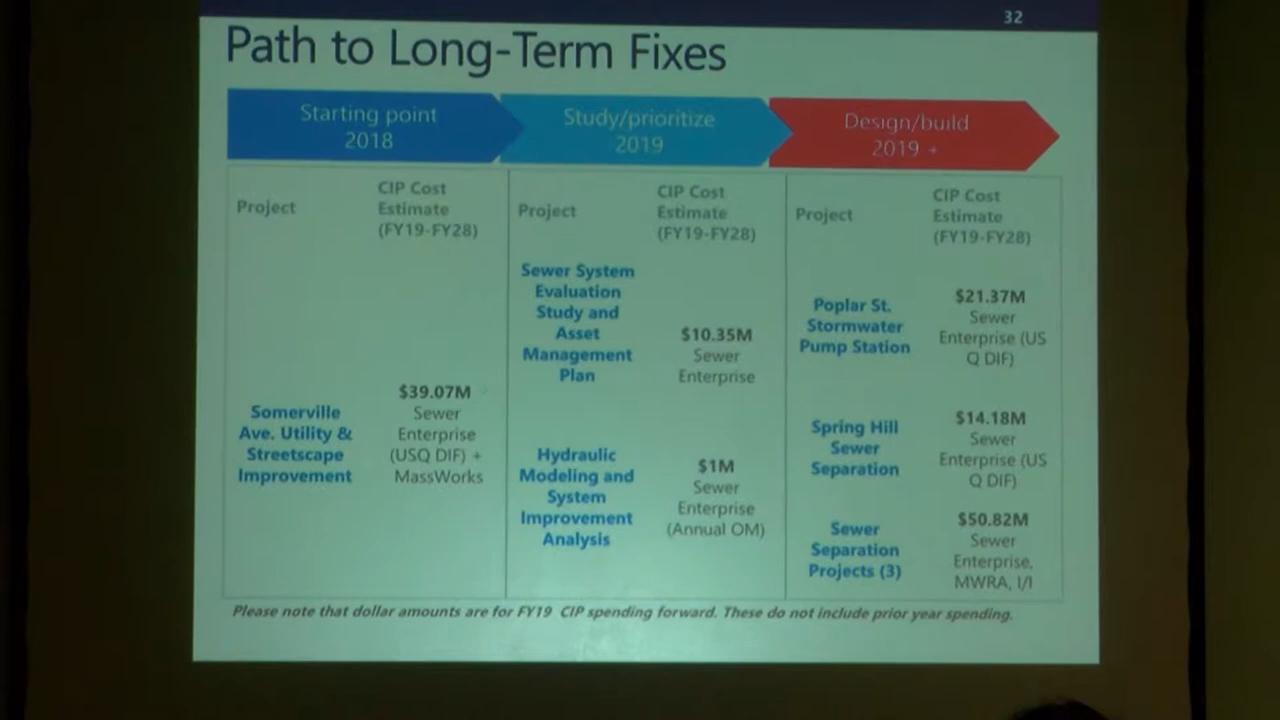 32
Path to Long-Term Fixes
Starting point
2018
Study/prioritize
2019
Design/build
2019 +
Project
CIP Cost
Estimate
(FY19-FY28)
Somerville
Ave. Utility &
Streetscape
Improvement
$39.07M
Sewer
Enterprise
(USQ DIF) +
MassWorks
Project
CIP Cost
Estimate
(FY19-FY28)
Sewer System
Evaluation
Study and
Asset
Management
Plan
$10.35M
Sewer
Enterprise
Hydraulic
Modeling and
System
Improvement
Analysis
$1M
Sewer
Enterprise
(Annual OM)
Project
CIP Cost
Estimate
(FY19-FY28)
Poplar St.
Stormwater
Pump Station
$21.37M
Sewer
Enterprise (US
Q DIF)
Spring Hill
Sewer
Separation
$14.18M
Sewer
Enterprise (US
Q DIF)
Sewer
Separation
Projects (3)
$50.82M
Sewer
Enterprise,
MWRA, I/I
Please note that dollar amounts are for FY19 CIP spending forward. These do not include prior year spending.